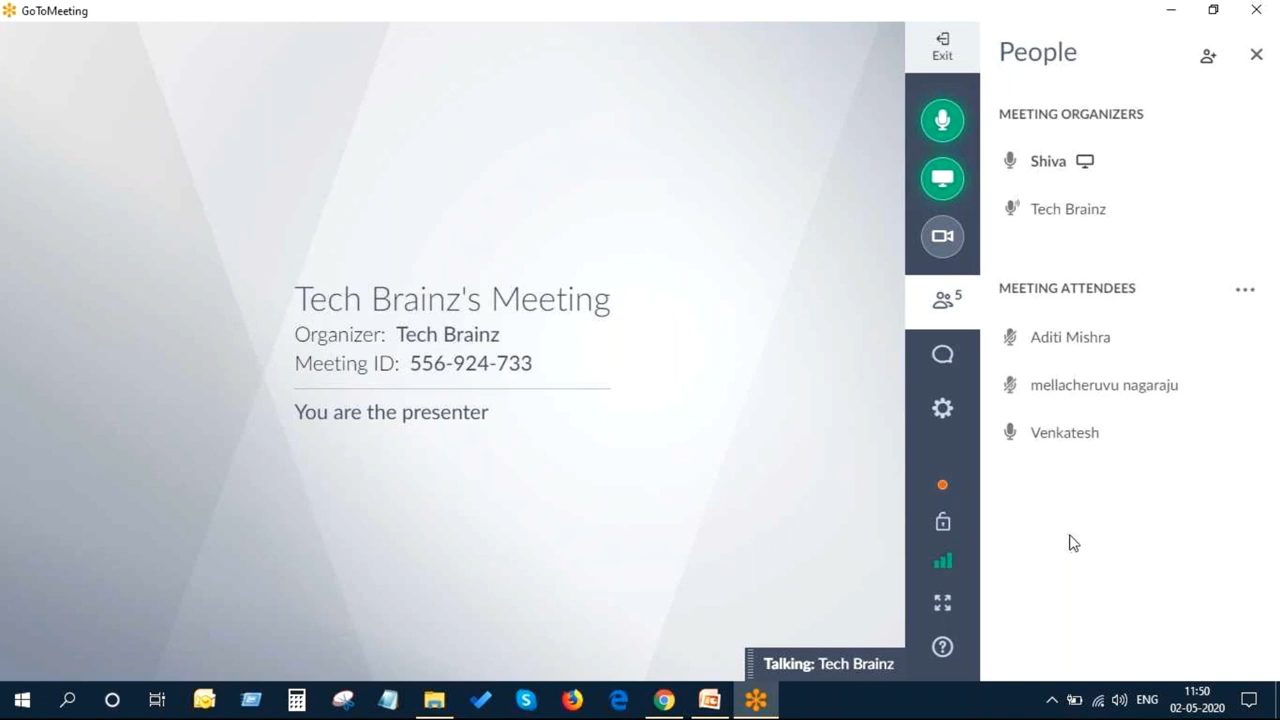 GoToMeeting
Exit
People
MEETING ORGANIZERS
Shiva
Tech Brainz
5
MEETING ATTENDEES
Aditi Mishra
mellacheruvu nagaraju
Venkatesh
Tech Brainz's Meeting
Organizer: Tech Brainz
Meeting ID: 556-924-733
You are the presenter
Talking: Tech Brainz
ENG
11:50
02-05-2020